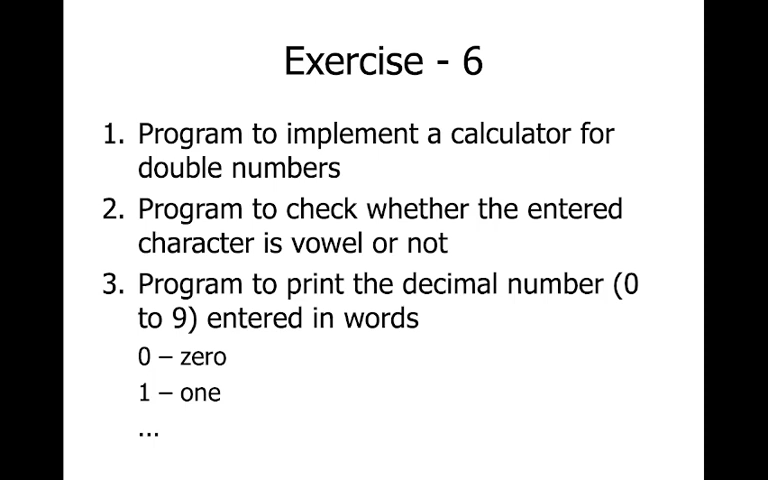 Exercise - 6
1. Program to implement a calculator for
double numbers
2. Program to check whether the entered
character is vowel or not
3. Program to print the decimal number (0
to 9) entered in words
0 – zero
1 – one
...